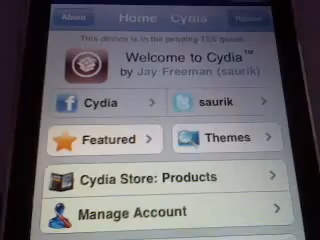 About Home Cydia Reload
This device is in the pending TSS queue.
Welcome to Cydia™
by Jay Freeman (saurik)
Cydia saurik
Featured Themes
Cydia Store: Products
Manage Account